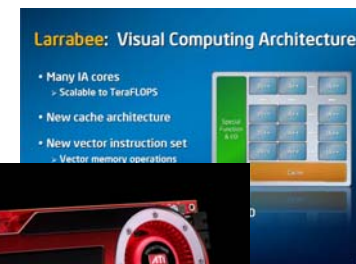 Larrabee: Visual Computing Architecture
• Many IA cores
> Scalable to TeraFLOPS
• New cache architecture
• New vector instruction set
> Vector memory operations
Special
Function
& I/O
Cache
ATI